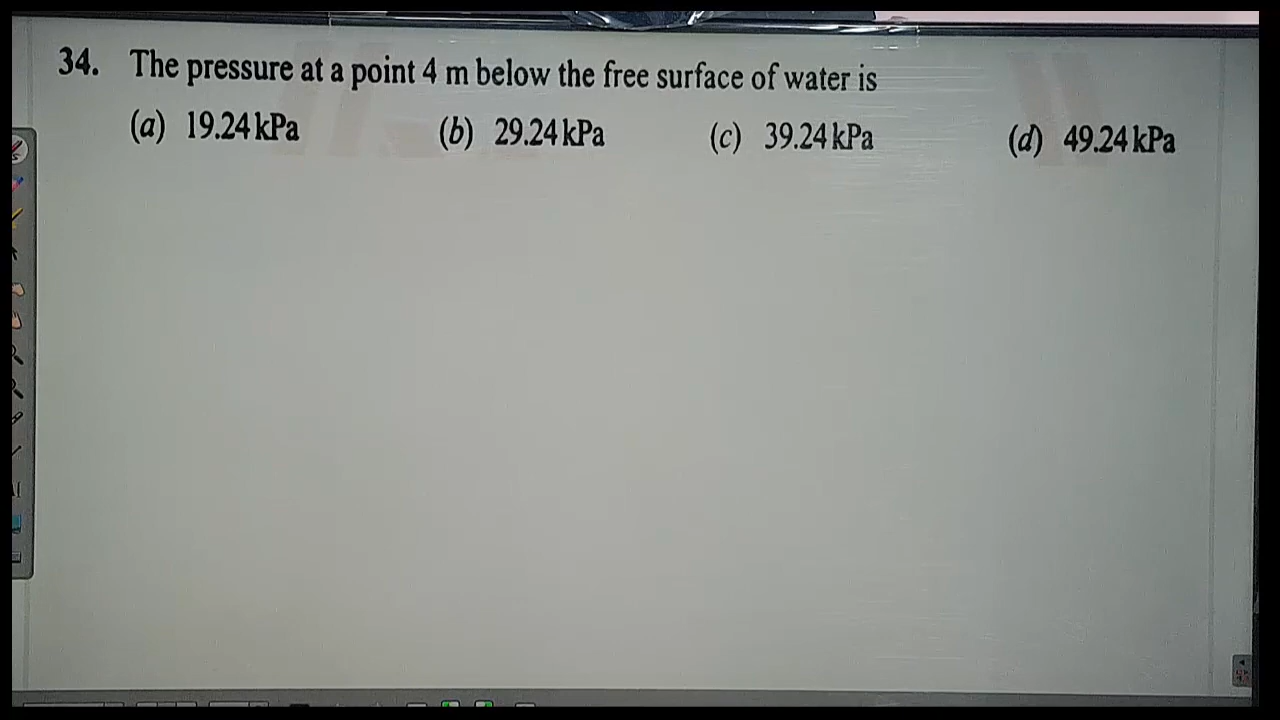 34. The pressure at a point 4 m below the free surface of water is
(a) 19.24 kPa (b) 29.24 kPa (c) 39.24 kPa (d) 49.24 kPa